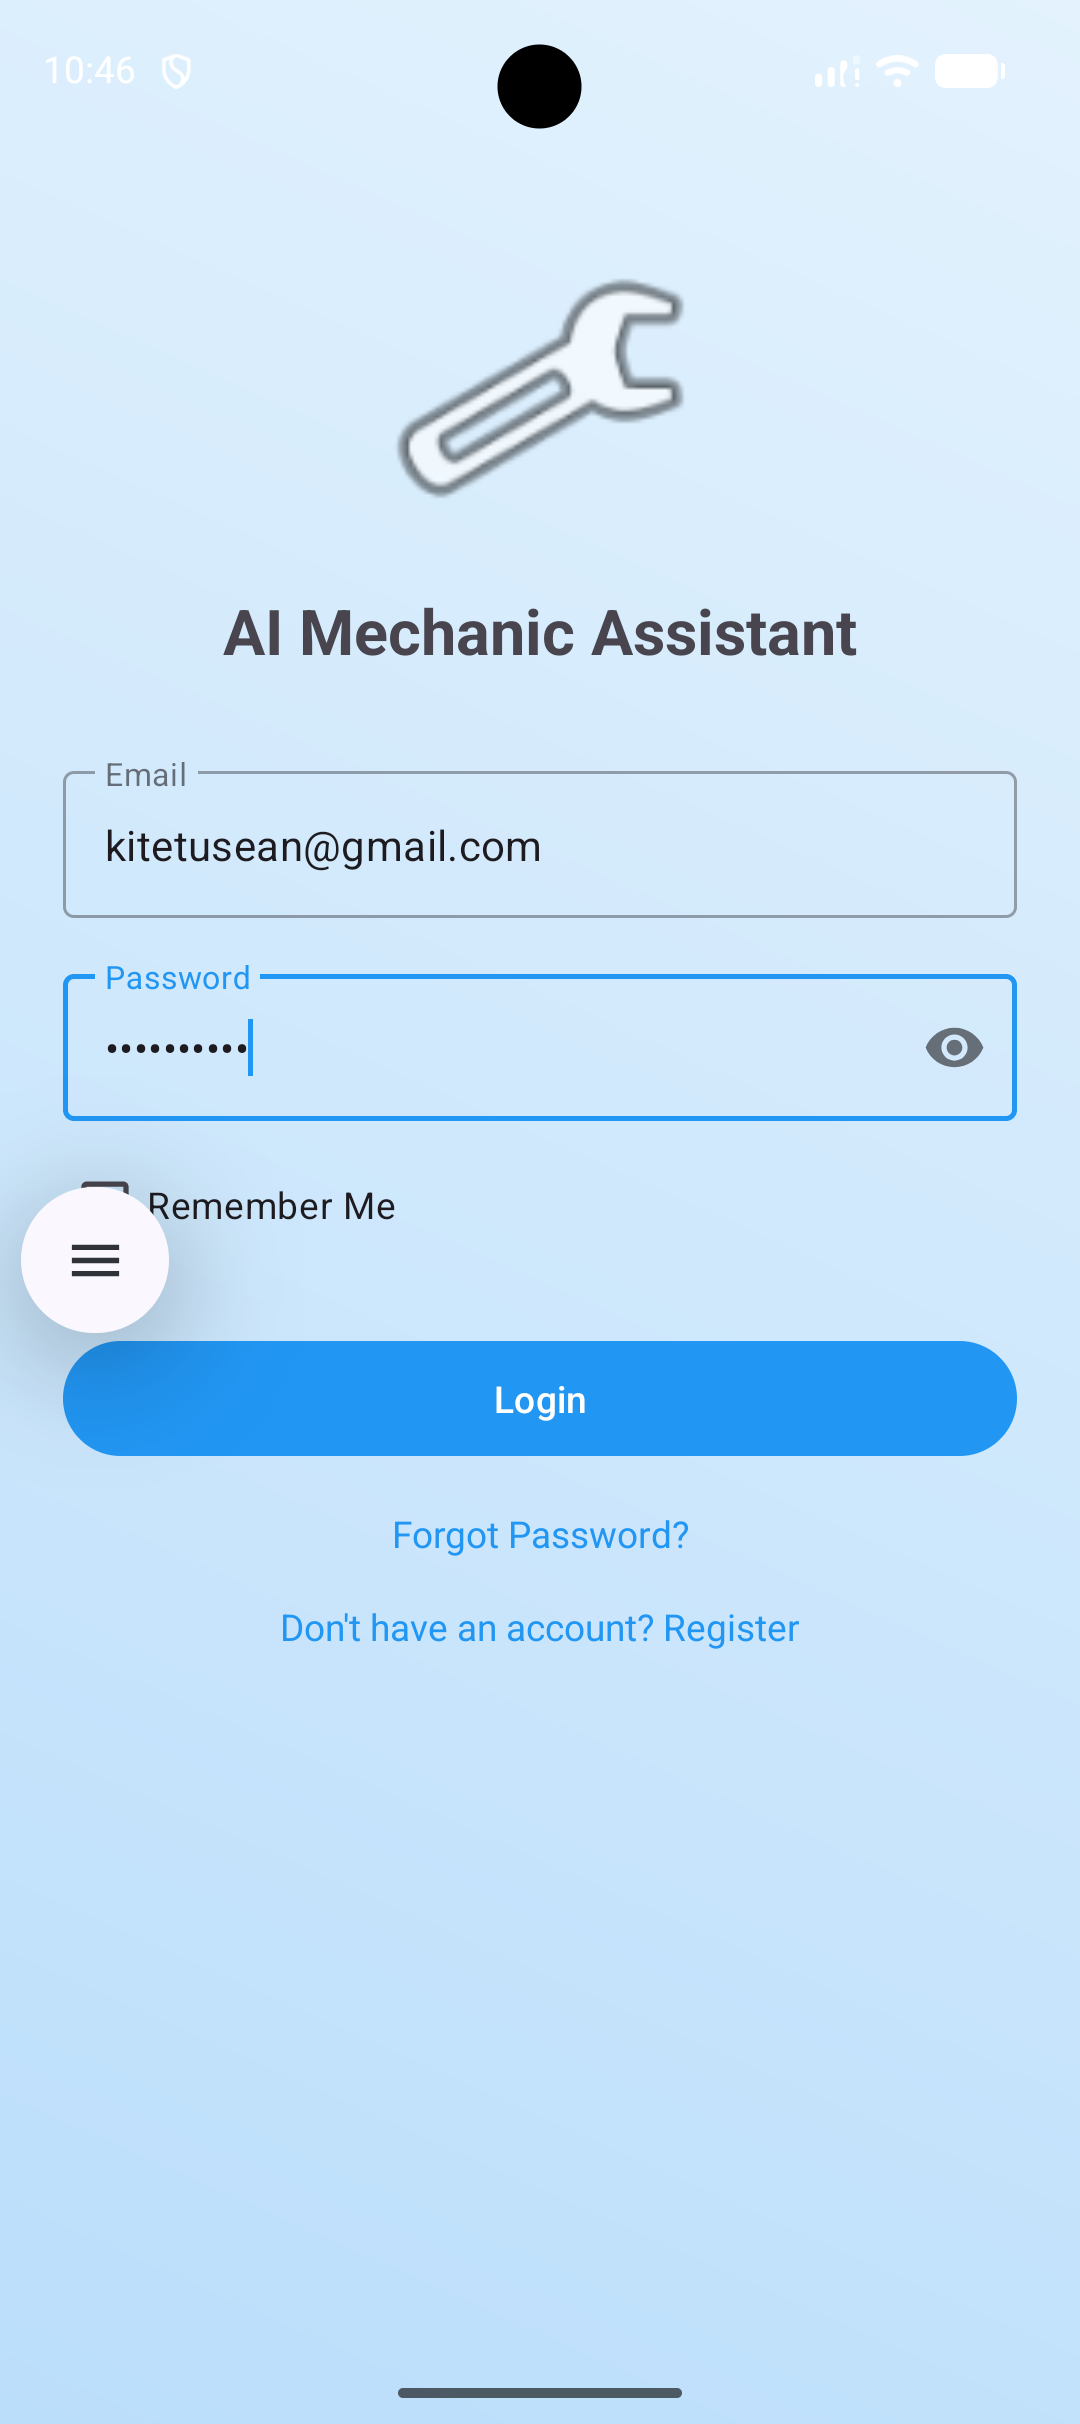 10:46
AI Mechanic Assistant
Email
kitetusean@gmail.com
Password
••••••••••
Remember Me
Login
Forgot Password?
Don't have an account? Register